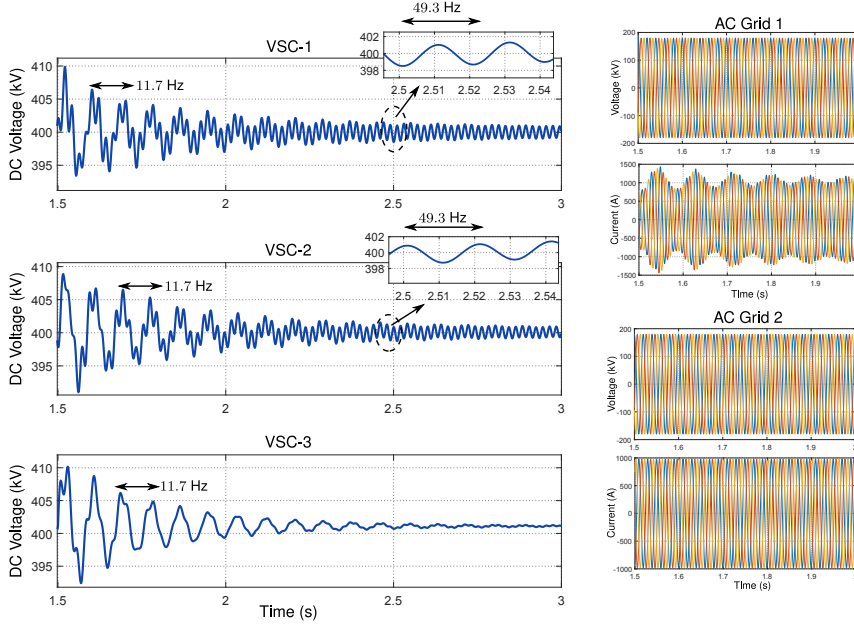 49.3 Hz
VSC-1
402
400
398
2.5 2.51 2.52 2.53 2.54
11.7 Hz
DC Voltage (kV)
410
405
400
395
1.5 2 2.5 3
49.3 Hz
VSC-2
402
400
398
2.5 2.51 2.52 2.53 2.54
11.7 Hz
DC Voltage (kV)
410
405
400
395
1.5 2 2.5 3
VSC-3
11.7 Hz
DC Voltage (kV)
410
405
400
395
1.5 2 2.5 3
Time (s)
AC Grid 1
Voltage (kV)
200
100
0
-100
-200
1.5 1.6 1.7 1.8 1.9
Current (A)
1500
1000
500
0
-500
-1000
-1500
1.5 1.6 1.7 1.8 1.9
Time (s)
AC Grid 2
Voltage (kV)
200
100
0
-100
-200
1.5 1.6 1.7 1.8 1.9
Current (A)
1000
500
0
-500
-1000
1.5 1.6 1.7 1.8 1.9
Time (s)